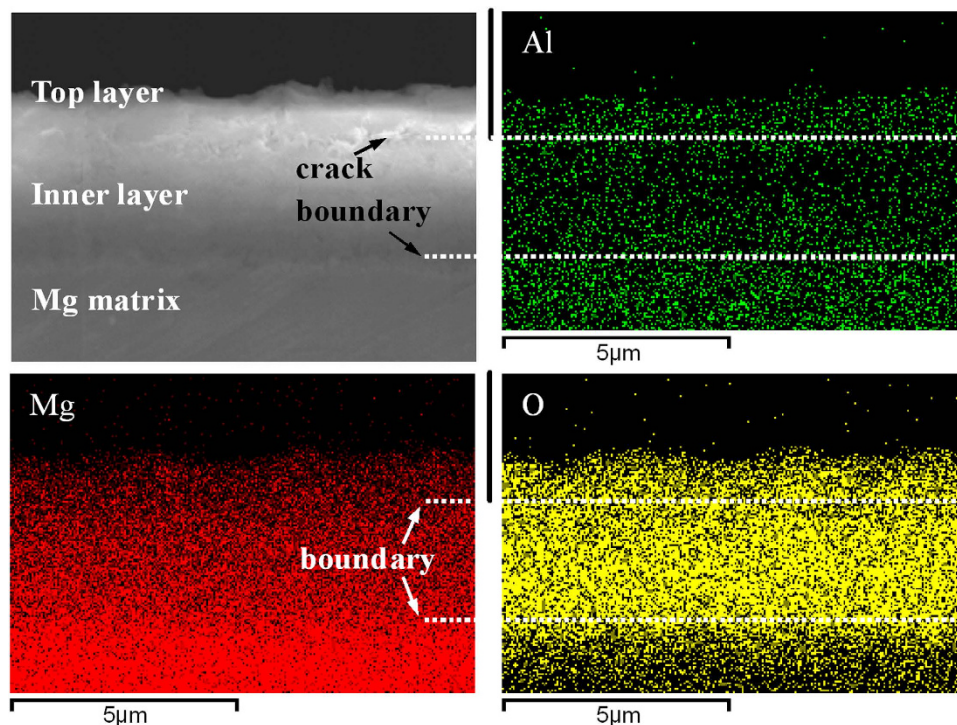 Top layer
crack
Inner layer
boundary
Mg matrix
Al
5μm
Mg
boundary
5μm
O
5μm